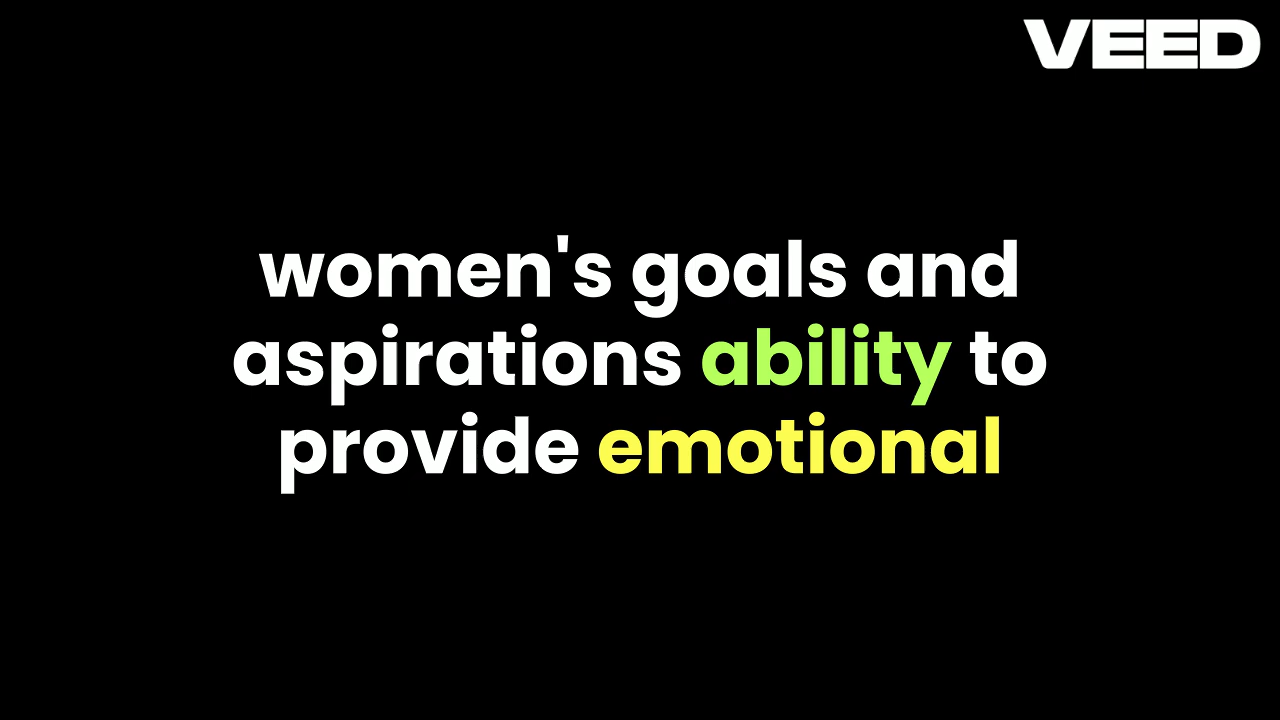 VEED
women's goals and
aspirations ability to
provide emotional